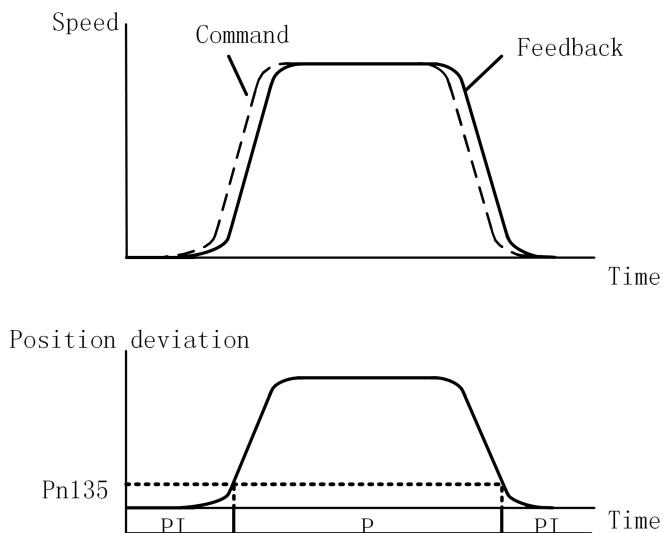 Speed
Command
Feedback
Time
Position deviation
Pn135
Time
PI
P
PI